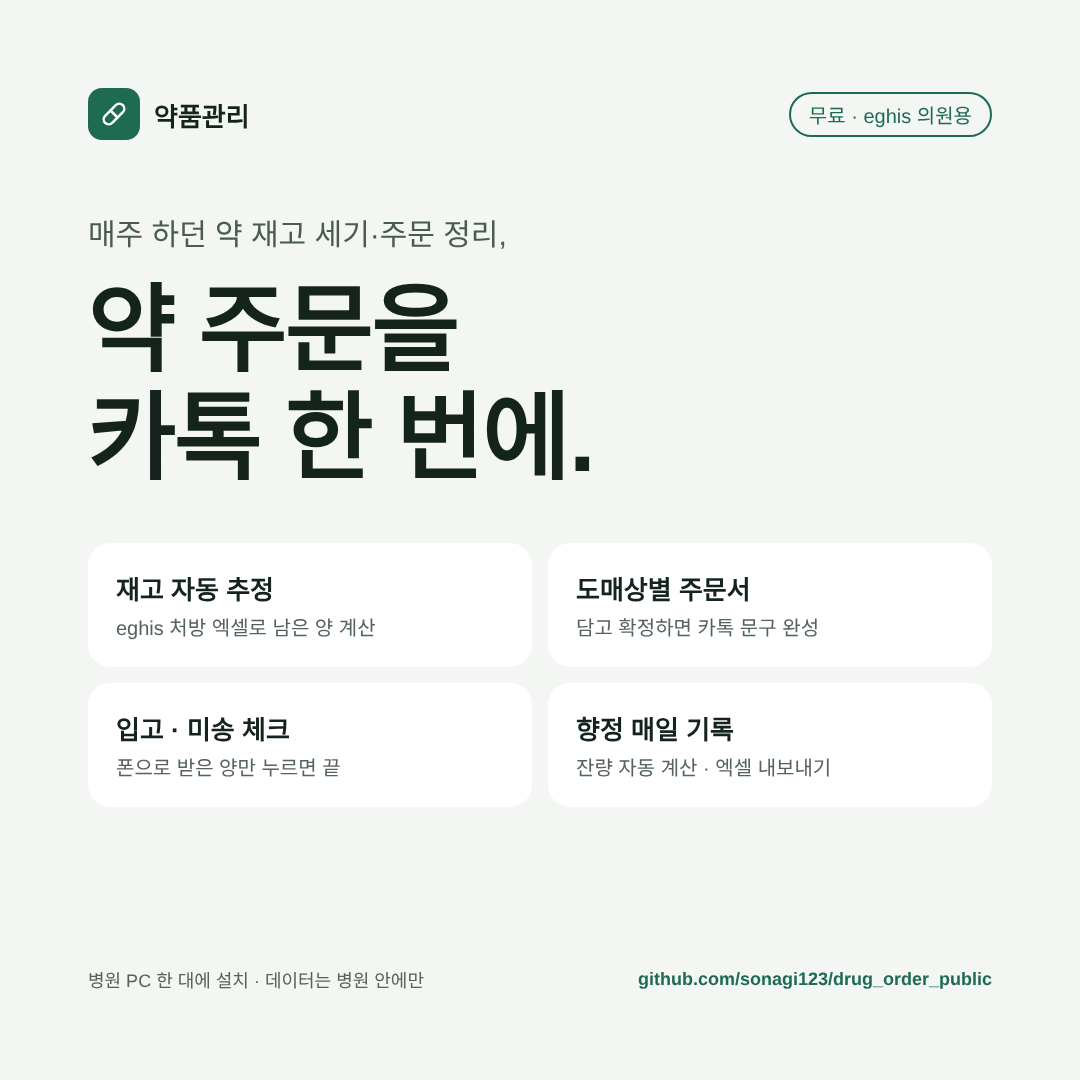 약품관리
무료 · eghis 의원용
매주 하던 약 재고 세기·주문 정리,
약 주문을
카톡 한 번에.
재고 자동 추정
eghis 처방 엑셀로 남은 양 계산
도매상별 주문서
담고 확정하면 카톡 문구 완성
입고 · 미송 체크
폰으로 받은 양만 누르면 끝
향정 매일 기록
잔량 자동 계산 · 엑셀 내보내기
병원 PC 한 대에 설치 · 데이터는 병원 안에만
github.com/sonagi123/drug_order_public